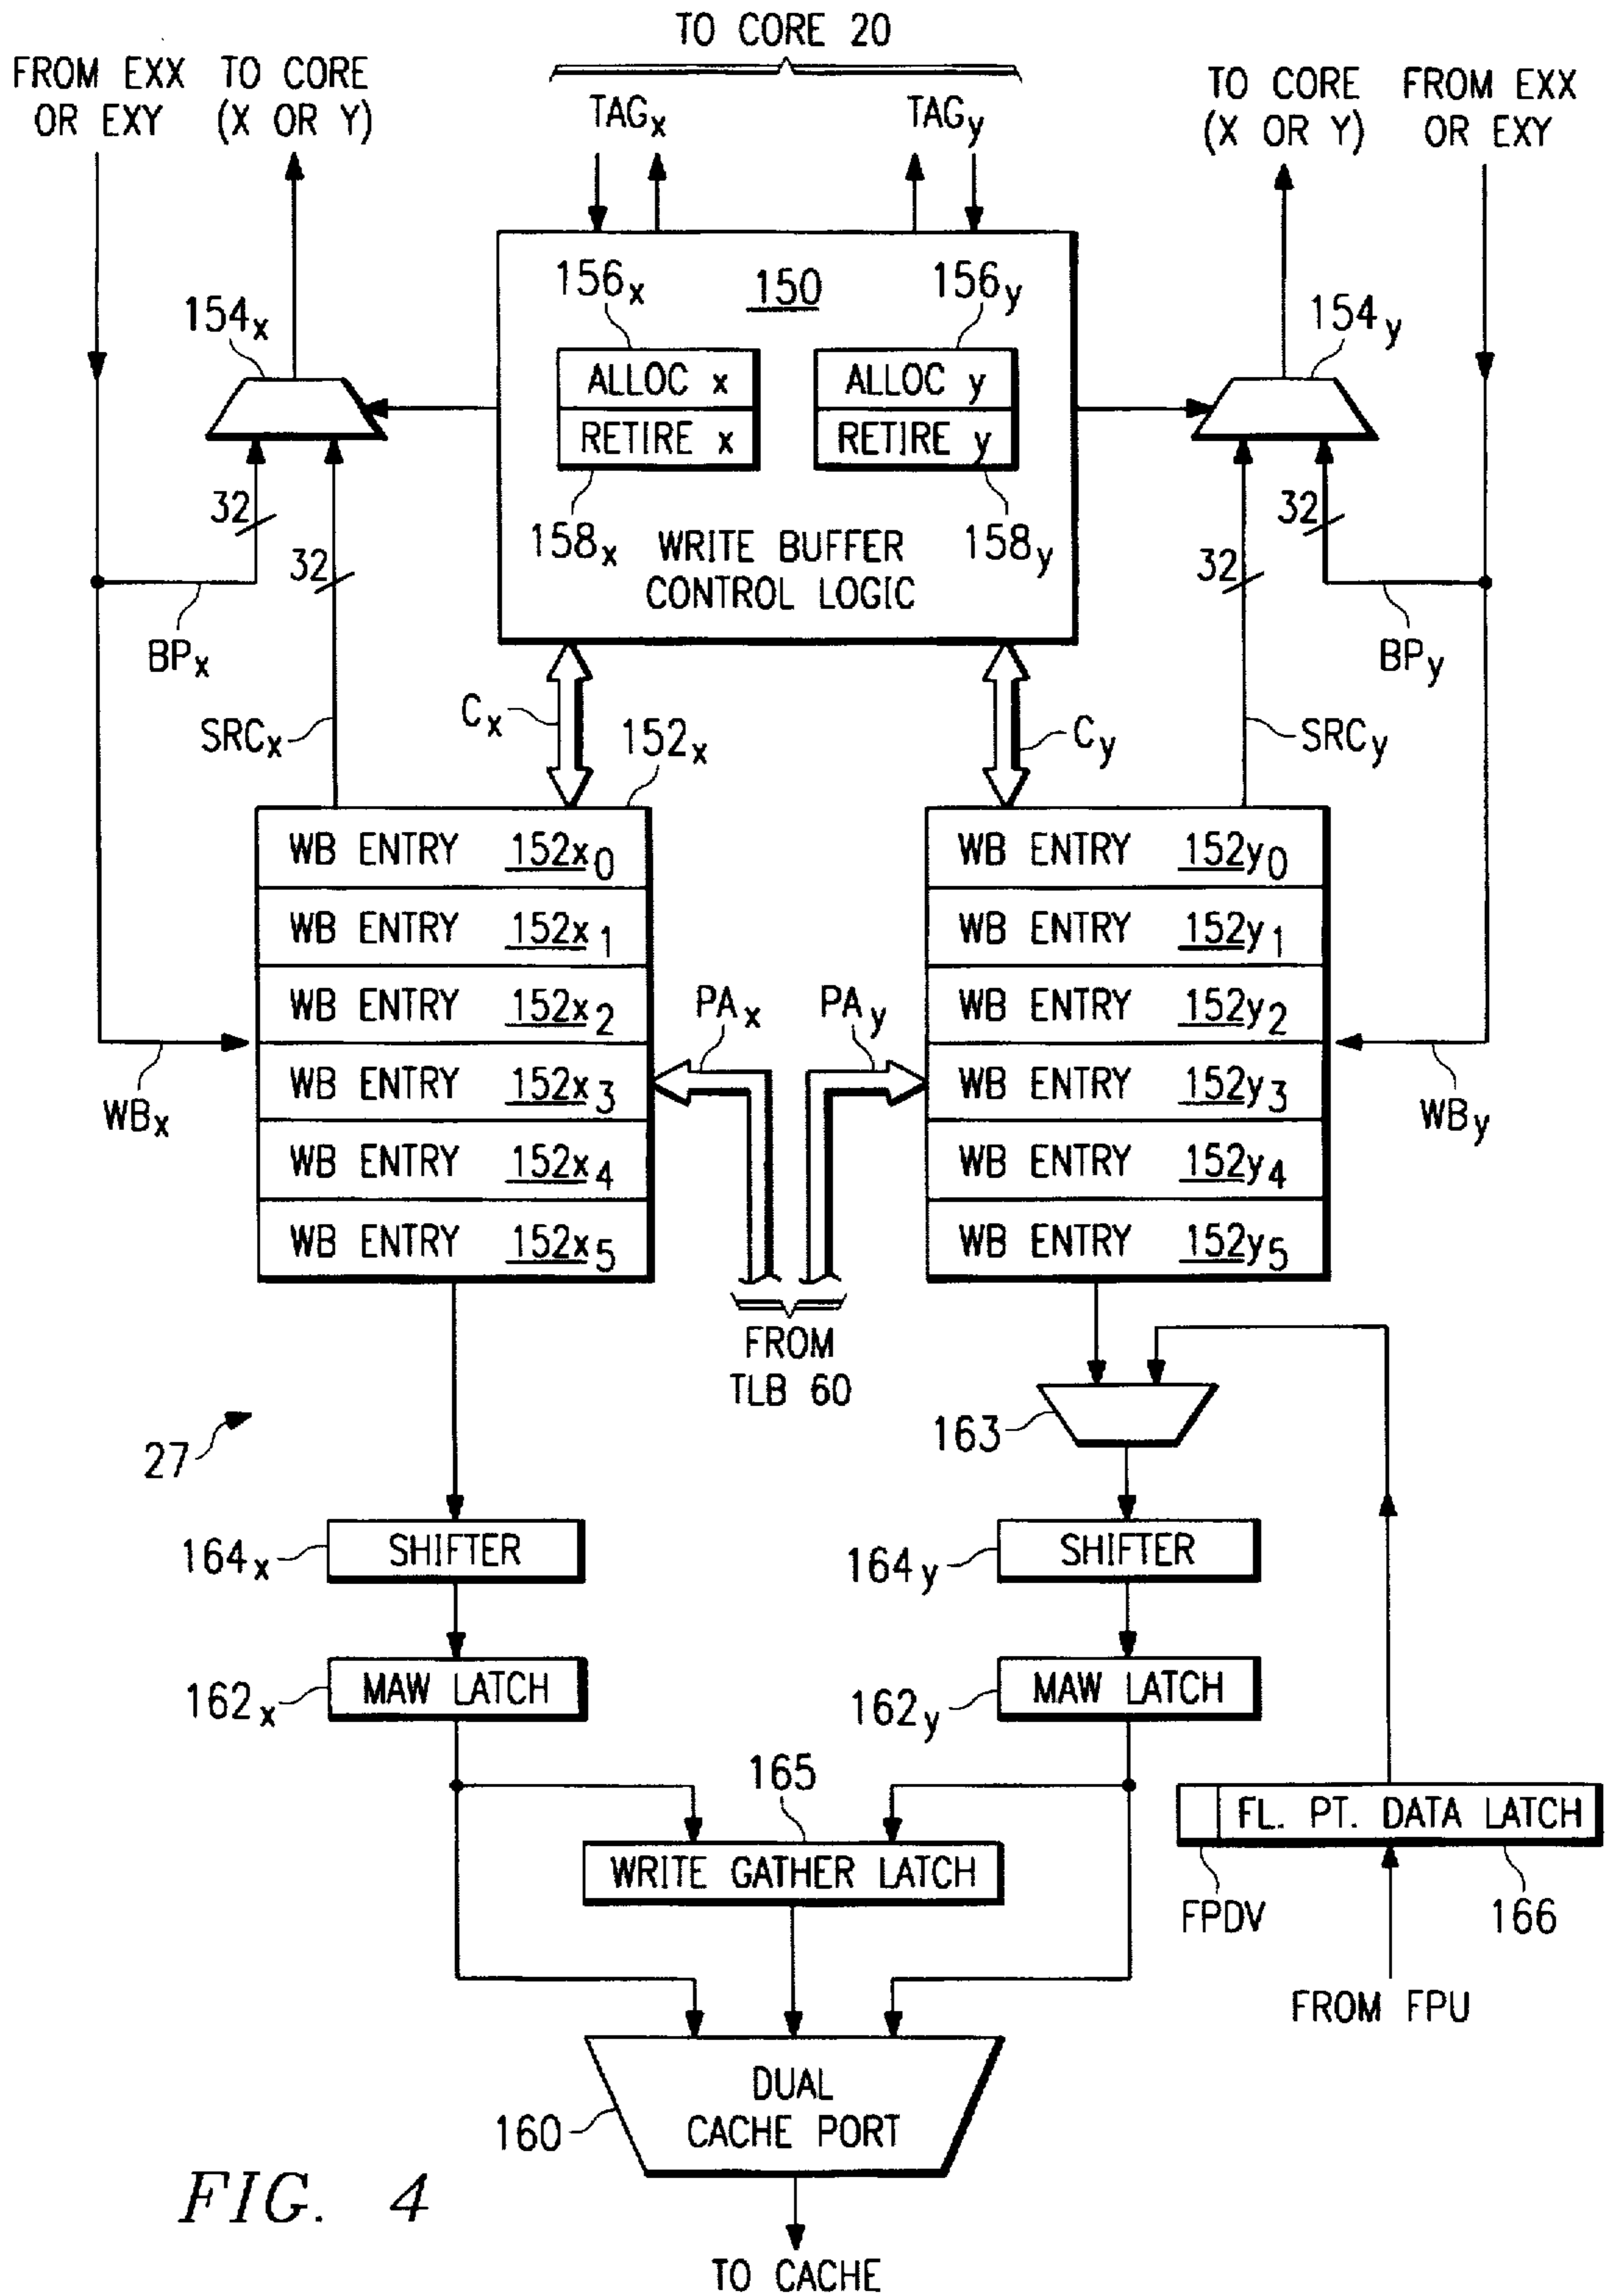 TO CORE 20
FROM EXX OR EXY
TO CORE (X OR Y)
TAGx
TAGy
TO CORE (X OR Y)
FROM EXX OR EXY
156x
150
156y
154x
154y
ALLOC x
ALLOC y
RETIRE x
RETIRE y
32
32
158x
WRITE BUFFER CONTROL LOGIC
158y
32
32
BPx
BPy
Cx
Cy
SRCx
152x
SRCy
WB ENTRY 152x0
WB ENTRY 152y0
WB ENTRY 152x1
WB ENTRY 152y1
WB ENTRY 152x2
PAx
PAy
WB ENTRY 152y2
WB ENTRY 152x3
WB ENTRY 152y3
WBx
WBy
WB ENTRY 152x4
WB ENTRY 152y4
WB ENTRY 152x5
WB ENTRY 152y5
FROM TLB 60
27
163
164x
SHIFTER
164y
SHIFTER
162x
MAW LATCH
162y
MAW LATCH
165
FL. PT. DATA LATCH
WRITE GATHER LATCH
FPDV
166
FROM FPU
DUAL CACHE PORT
160
FIG. 4
TO CACHE